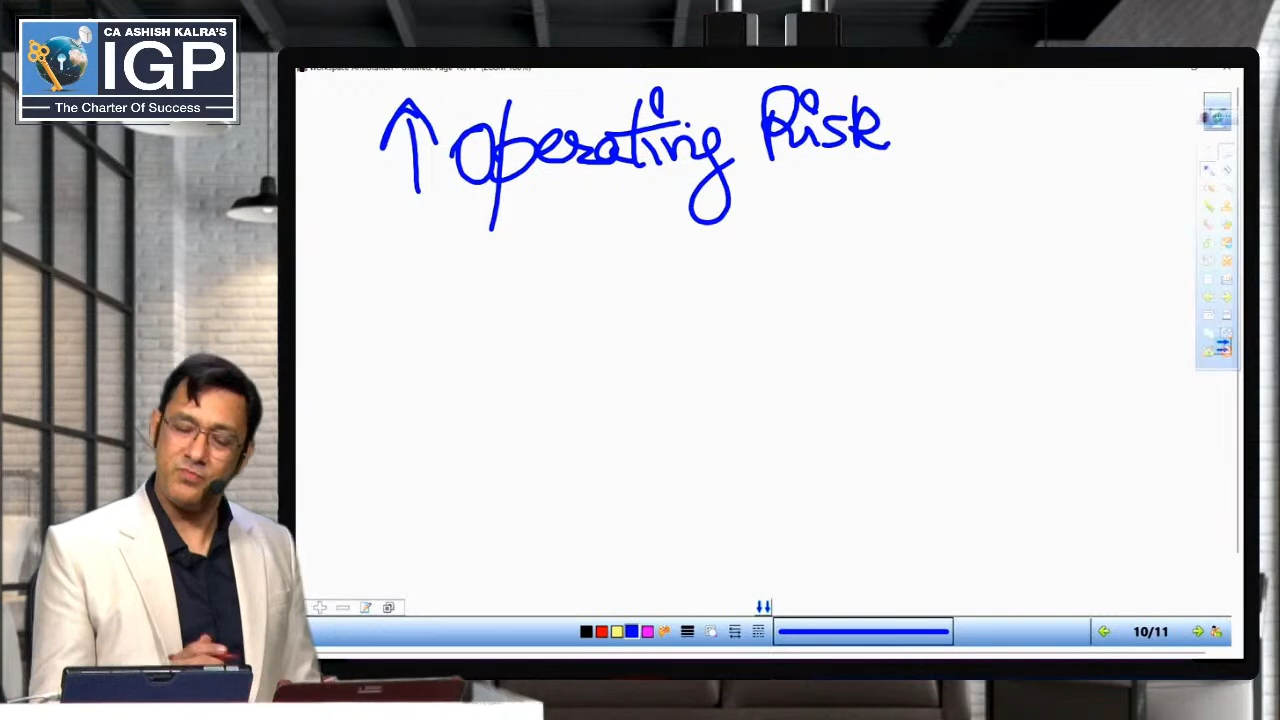 CA ASHISH KALRA'S
IGP
The Charter Of Success
↑ Operating Risk
10/11